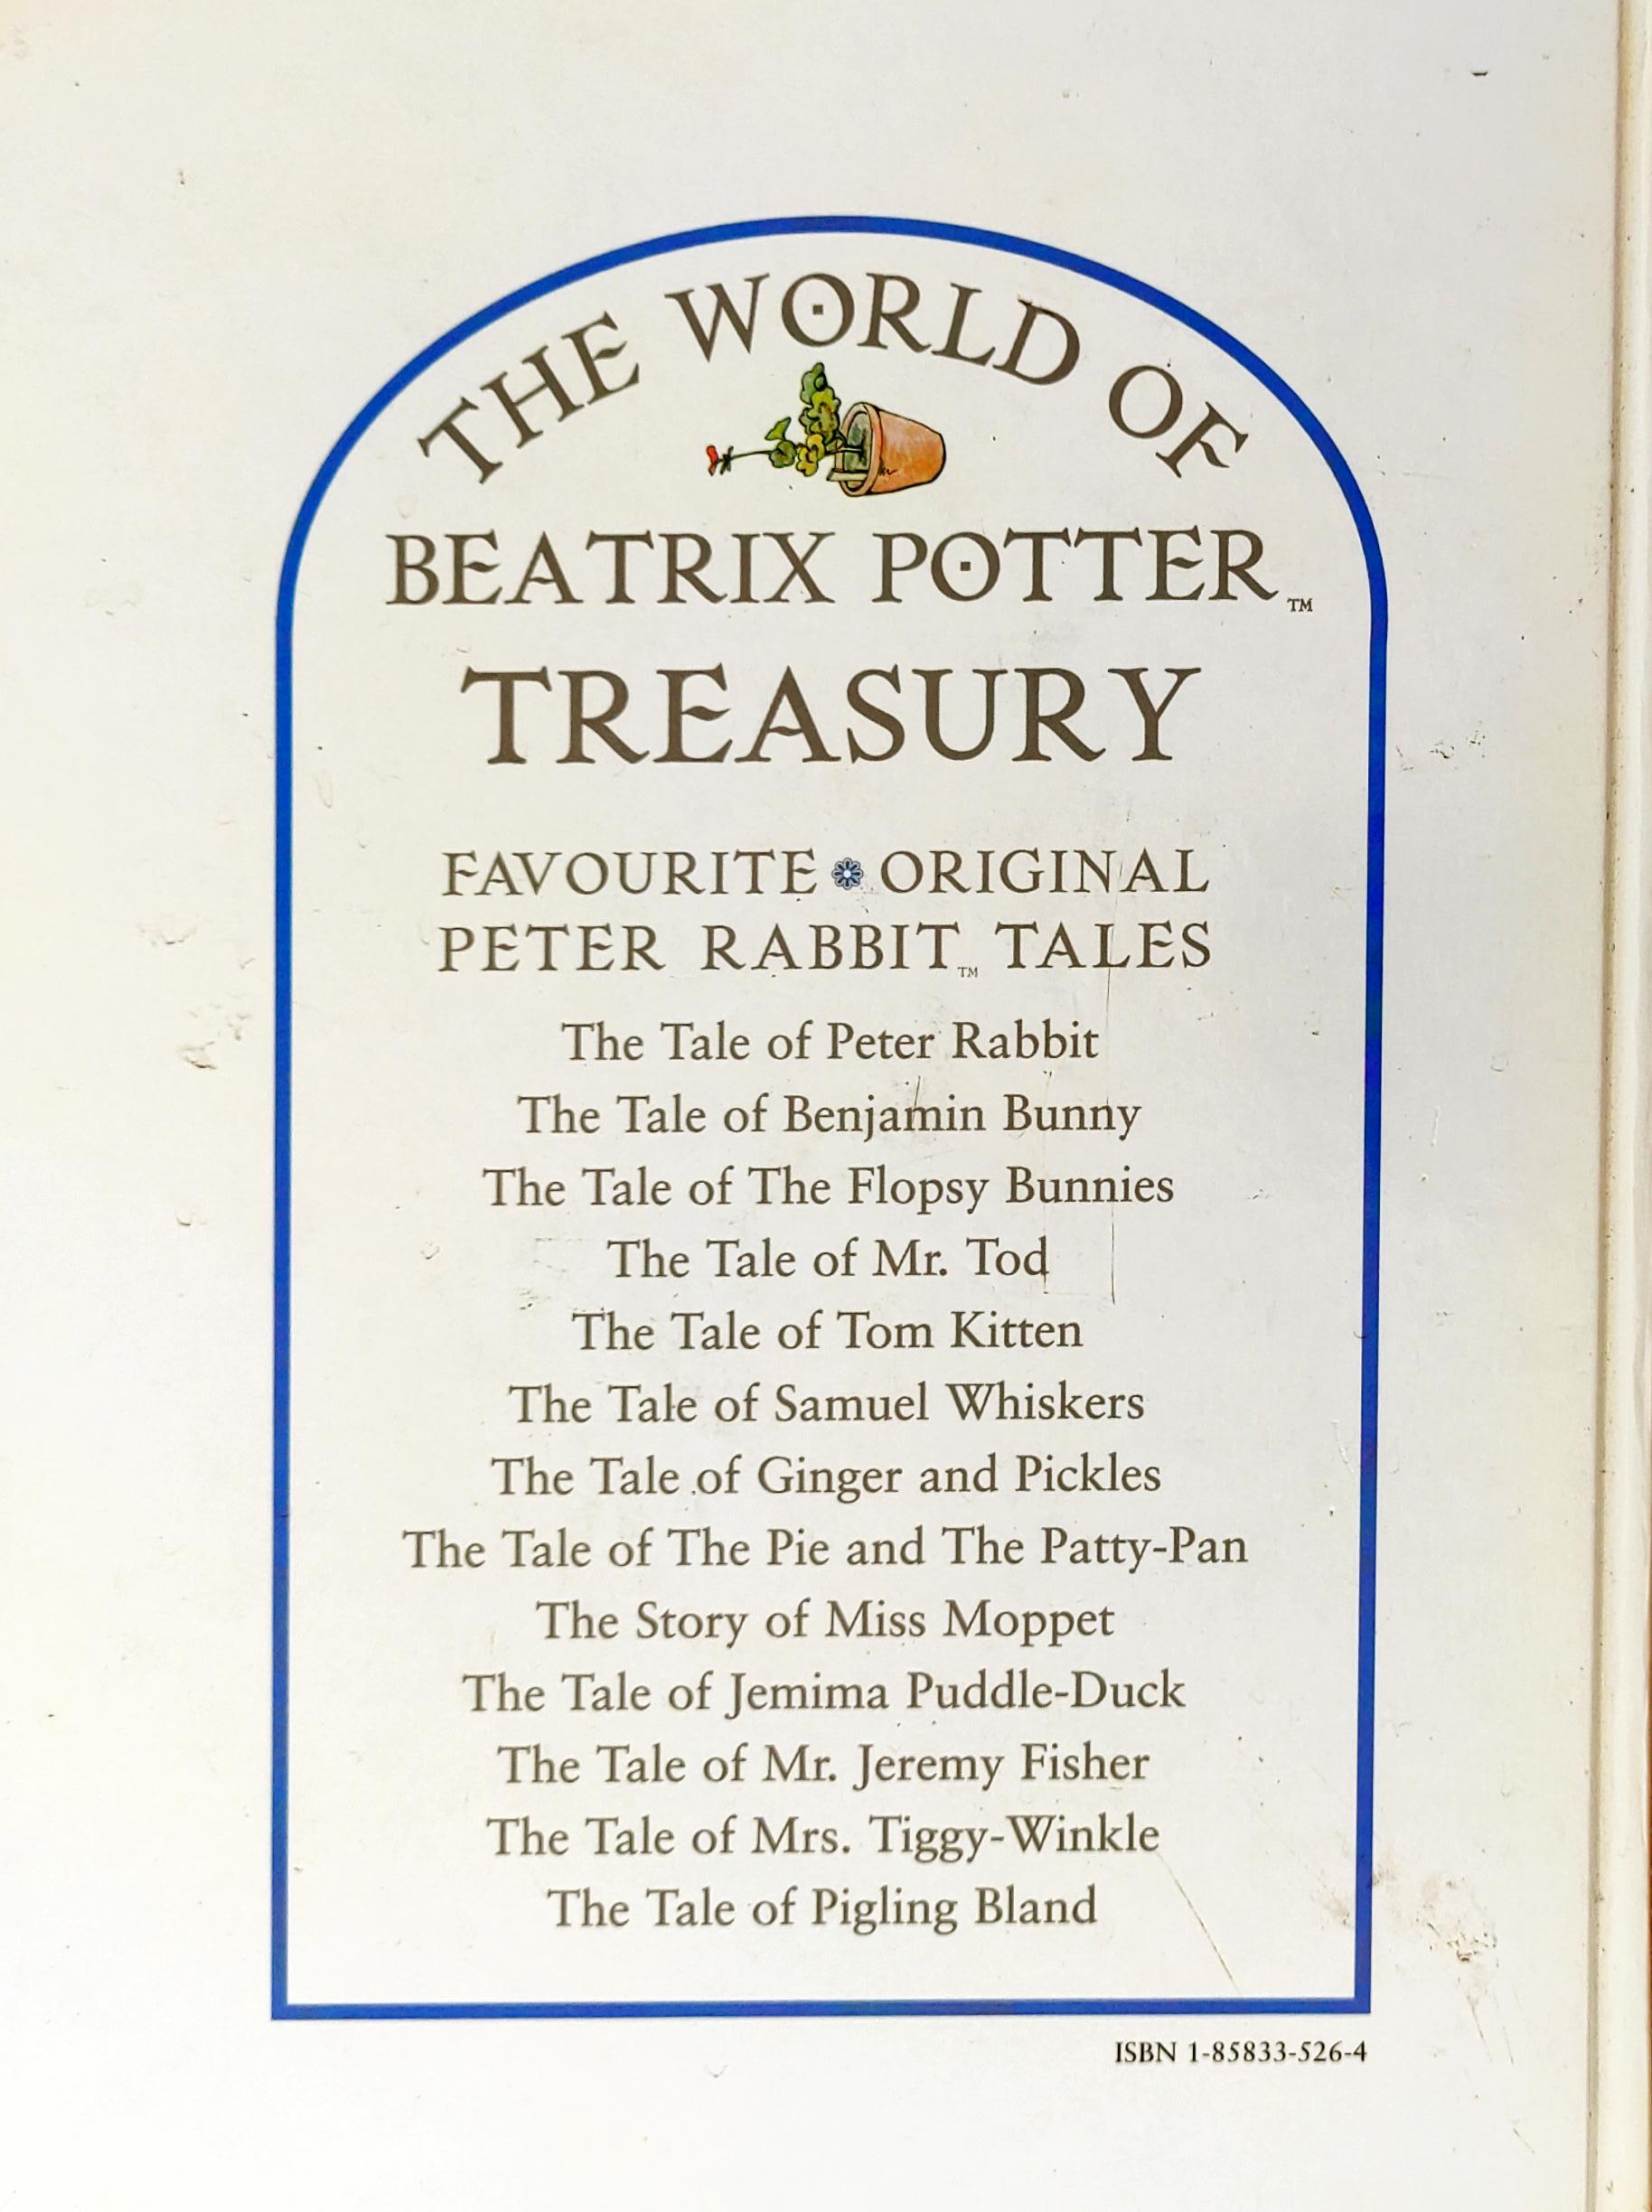 THE WORLD OF
BEATRIX POTTER™
TREASURY
FAVOURITE ORIGINAL
PETER RABBIT™ TALES
The Tale of Peter Rabbit
The Tale of Benjamin Bunny
The Tale of The Flopsy Bunnies
The Tale of Mr. Tod
The Tale of Tom Kitten
The Tale of Samuel Whiskers
The Tale of Ginger and Pickles
The Tale of The Pie and The Patty-Pan
The Story of Miss Moppet
The Tale of Jemima Puddle-Duck
The Tale of Mr. Jeremy Fisher
The Tale of Mrs. Tiggy-Winkle
The Tale of Pigling Bland
ISBN 1-85833-526-4